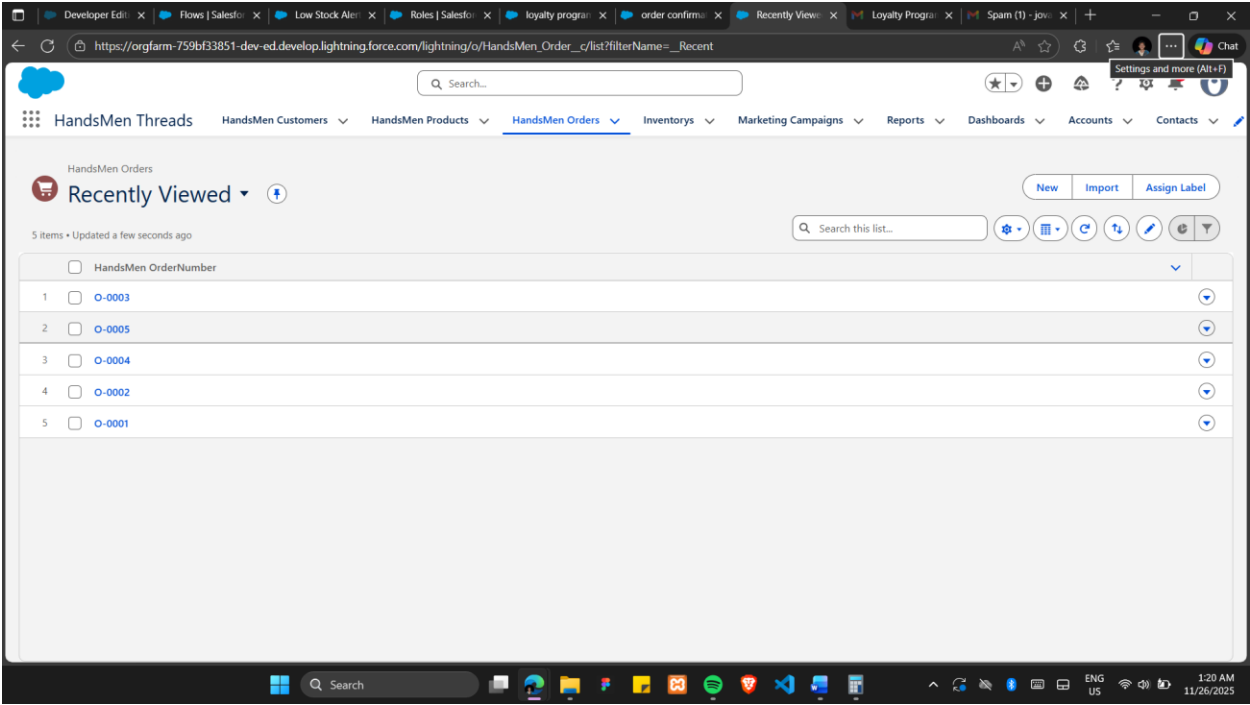 Developer Editi
Flows | Salesfor
Low Stock Aler
Roles | Salesfor
loyalty program
order confirma
Recently Viewe
Loyalty Program
Spam (1) - jova
https://orgfarm-759bf33851-dev-ed.develop.lightning.force.com/lightning/o/HandsMen_Order__c/list?filterName=__Recent
Chat
Settings and more (Alt+F)
Search...
HandsMen Threads
HandsMen Customers
HandsMen Products
HandsMen Orders
Inventorys
Marketing Campaigns
Reports
Dashboards
Accounts
Contacts
HandsMen Orders
Recently Viewed
New
Import
Assign Label
5 items • Updated a few seconds ago
Search this list...
HandsMen OrderNumber
1 O-0003
2 O-0005
3 O-0004
4 O-0002
5 O-0001
Search
ENG
US
1:20 AM
11/26/2025